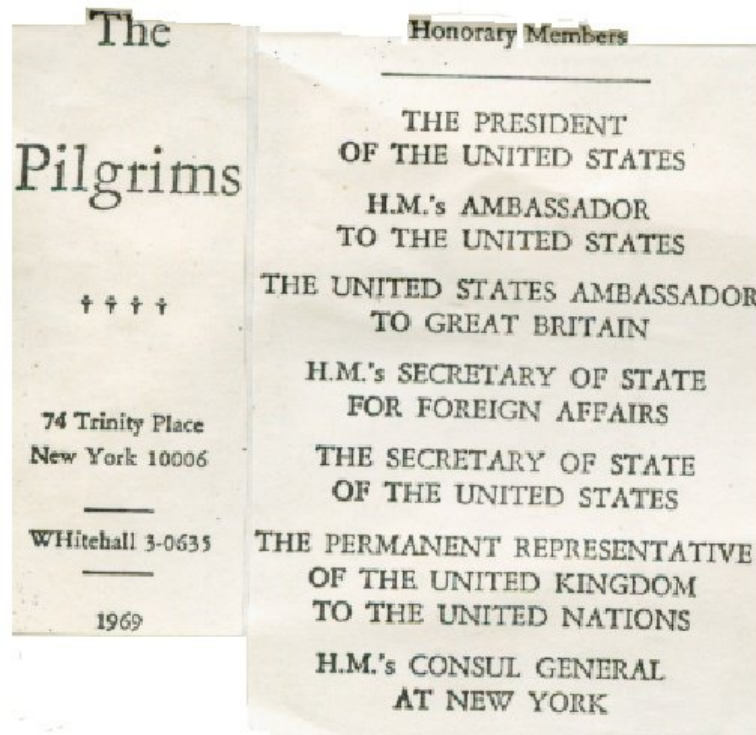 The
Pilgrims
✝ ✝ ✝ ✝
74 Trinity Place
New York 10006
WHitehall 3-0635
1969
Honorary Members
THE PRESIDENT
OF THE UNITED STATES
H.M.'s AMBASSADOR
TO THE UNITED STATES
THE UNITED STATES AMBASSADOR
TO GREAT BRITAIN
H.M.'s SECRETARY OF STATE
FOR FOREIGN AFFAIRS
THE SECRETARY OF STATE
OF THE UNITED STATES
THE PERMANENT REPRESENTATIVE
OF THE UNITED KINGDOM
TO THE UNITED NATIONS
H.M.'s CONSUL GENERAL
AT NEW YORK